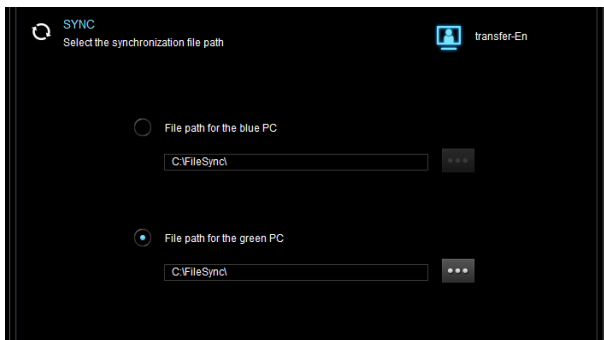 SYNC
Select the synchronization file path
transfer-En
File path for the blue PC
C:\FileSync\
File path for the green PC
C:\FileSync\